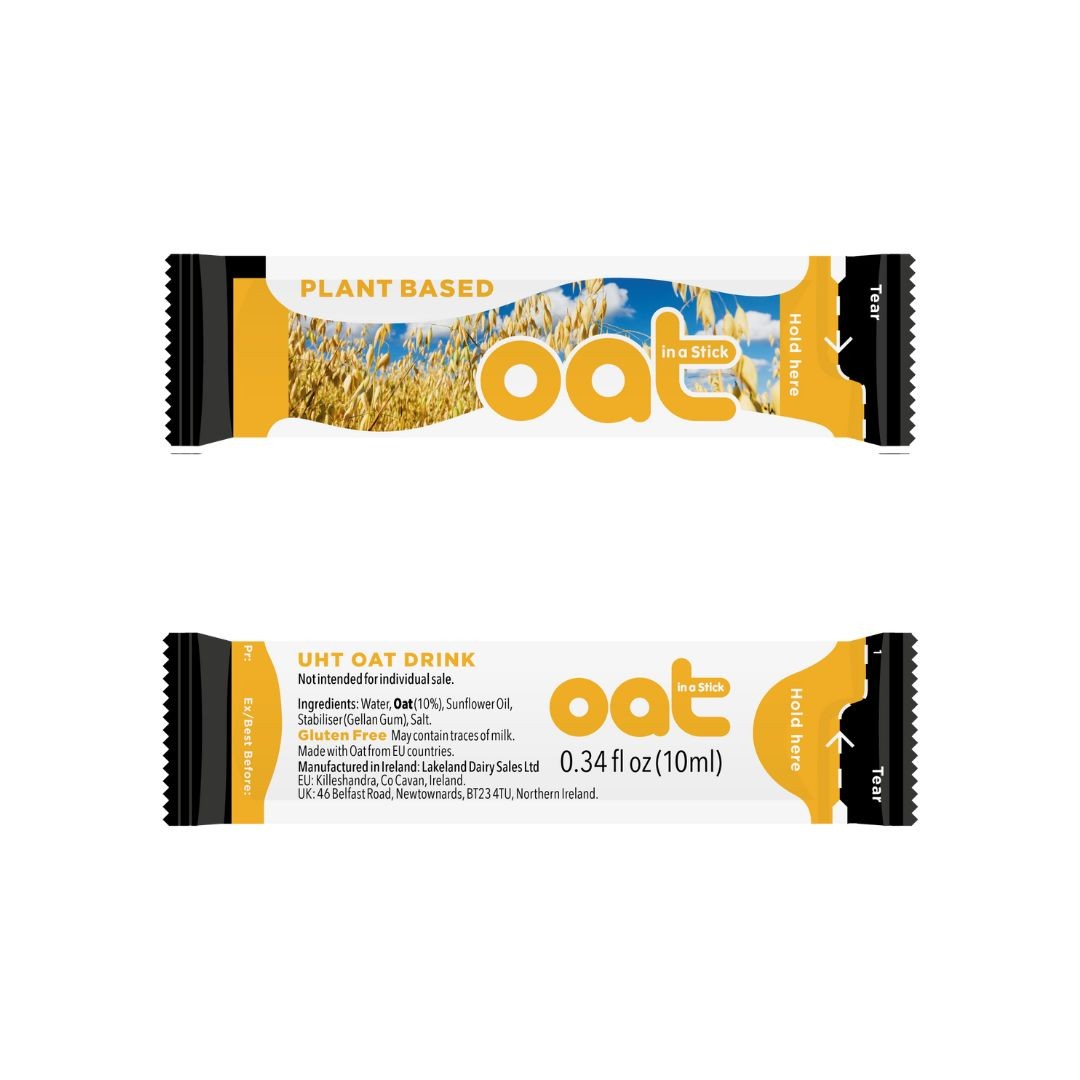 PLANT BASED
oat
in a Stick
Hold here
Tear
Pr:
Ex/Best Before:
UHT OAT DRINK
Not intended for individual sale.
Ingredients: Water, Oat (10%), Sunflower Oil,
Stabiliser (Gellan Gum), Salt.
Gluten Free May contain traces of milk.
Made with Oat from EU countries.
Manufactured in Ireland: Lakeland Dairy Sales Ltd
EU: Killeshandra, Co Cavan, Ireland.
UK: 46 Belfast Road, Newtownards, BT23 4TU, Northern Ireland.
oat
in a Stick
0.34 fl oz (10ml)
Hold here
1
Tear